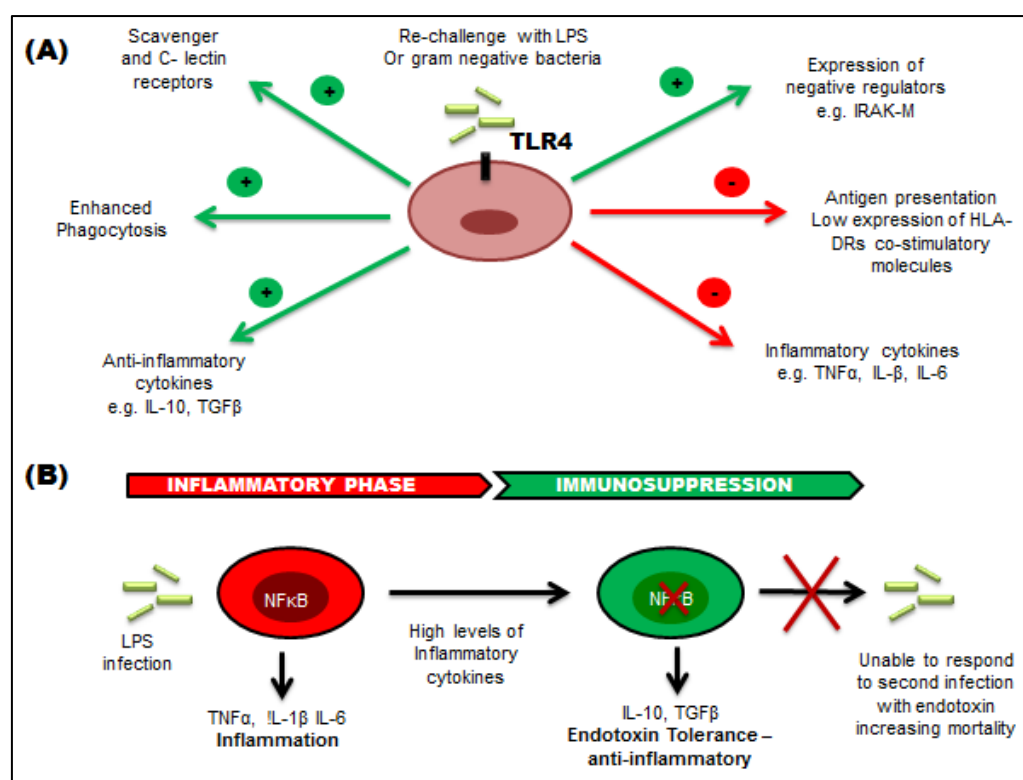 (A)
Scavenger
and C- lectin
receptors
Re-challenge with LPS
Or gram negative bacteria
TLR4
Expression of
negative regulators
e.g. IRAK-M
+
+
+
+
-
-
Enhanced
Phagocytosis
Antigen presentation
Low expression of HLA-
DRs co-stimulatory
molecules
Anti-inflammatory
cytokines
e.g. IL-10, TGFβ
Inflammatory cytokines
e.g. TNFα, IL-β, IL-6
(B)
INFLAMMATORY PHASE
IMMUNOSUPPRESSION
LPS
infection
NFκB
TNFα, !L-1β IL-6
Inflammation
High levels of
Inflammatory
cytokines
NFκB
IL-10, TGFβ
Endotoxin Tolerance –
anti-inflammatory
Unable to respond
to second infection
with endotoxin
increasing mortality